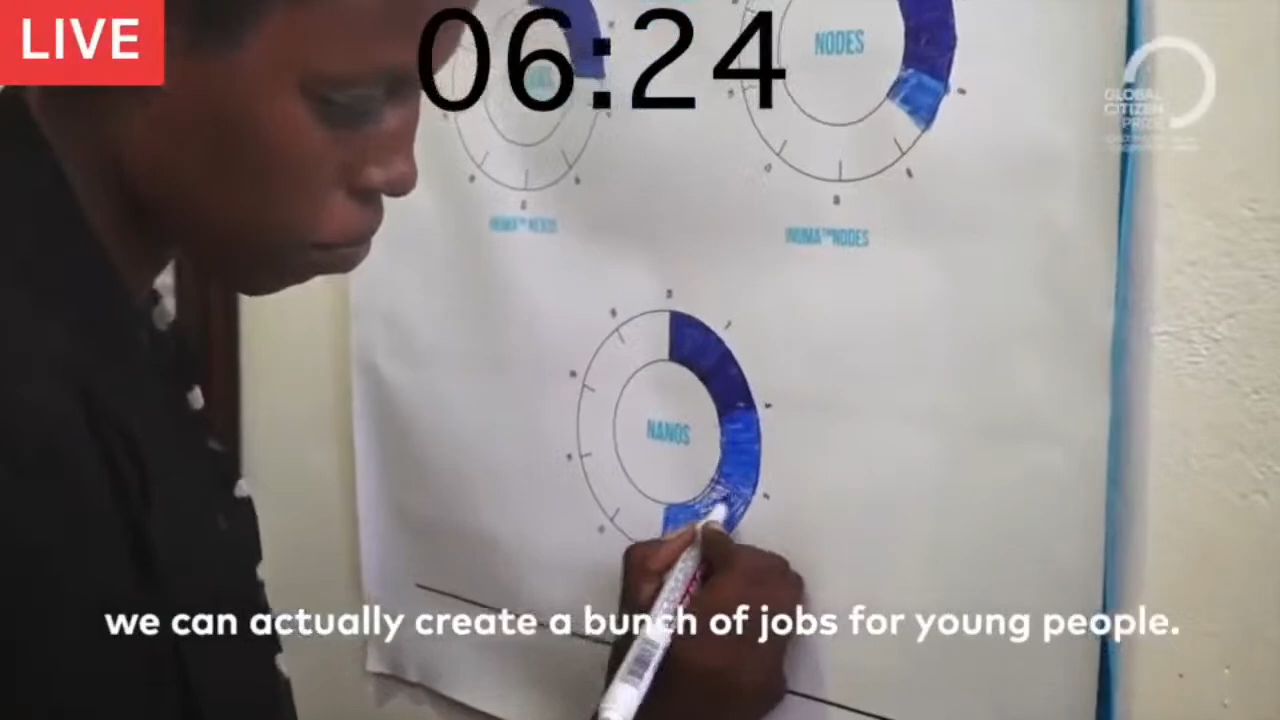 LIVE
06:24
NODES
GLOBAL
CITIZEN
PRIZE
NANOS
we can actually create a bunch of jobs for young people.